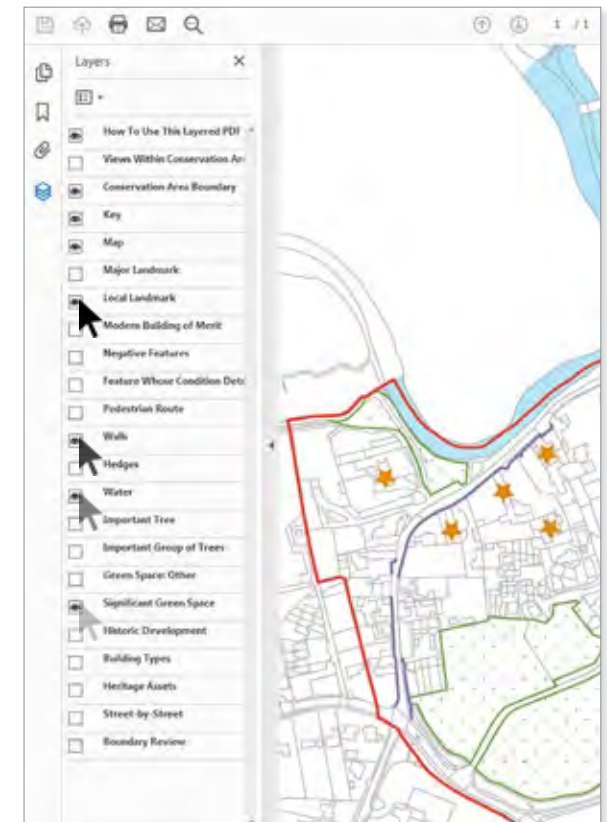 1 / 1
Layers
How To Use This Layered PDF
Views Within Conservation Are
Conservation Area Boundary
Key
Map
Major Landmark
Local Landmark
Modern Building of Merit
Negative Features
Feature Whose Condition Detr
Pedestrian Route
Walls
Hedges
Water
Important Tree
Important Group of Trees
Green Space: Other
Significant Green Space
Historic Development
Building Types
Heritage Assets
Street-by-Street
Boundary Review